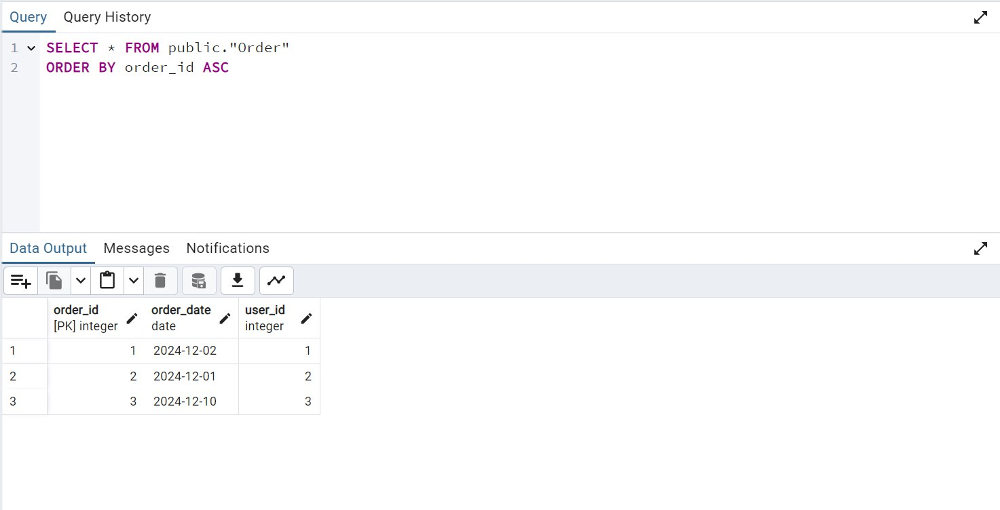 Query Query History
1 SELECT * FROM public."Order"
2 ORDER BY order_id ASC
Data Output Messages Notifications
order_id order_date user_id
[PK] integer date integer
1 1 2024-12-02 1
2 2 2024-12-01 2
3 3 2024-12-10 3